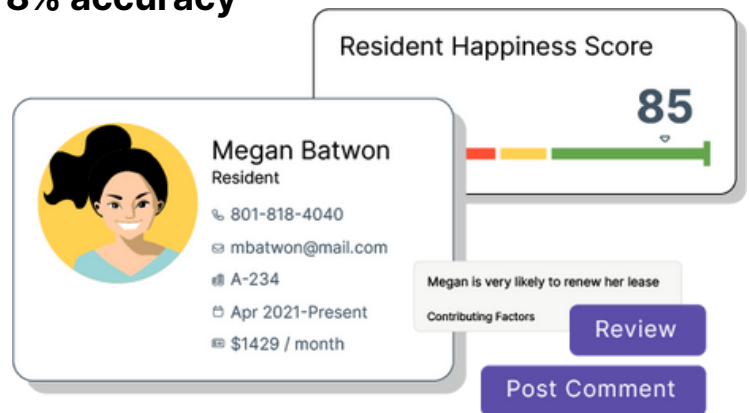 8% accuracy
Resident Happiness Score
85
Megan Batwon
Resident
801-818-4040
mbatwon@mail.com
A-234
Apr 2021-Present
$1429 / month
Megan is very likely to renew her lease
Contributing Factors
Review
Post Comment